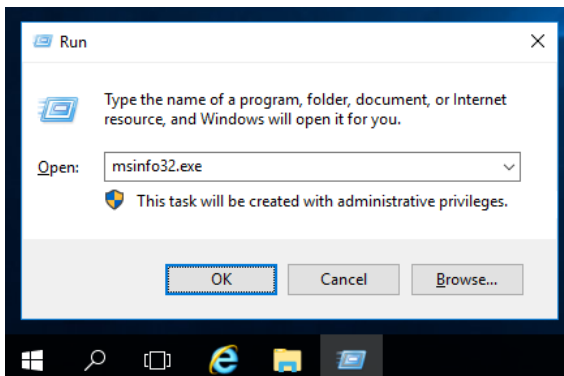 Run
Type the name of a program, folder, document, or Internet
resource, and Windows will open it for you.
Open: msinfo32.exe
This task will be created with administrative privileges.
OK Cancel Browse...